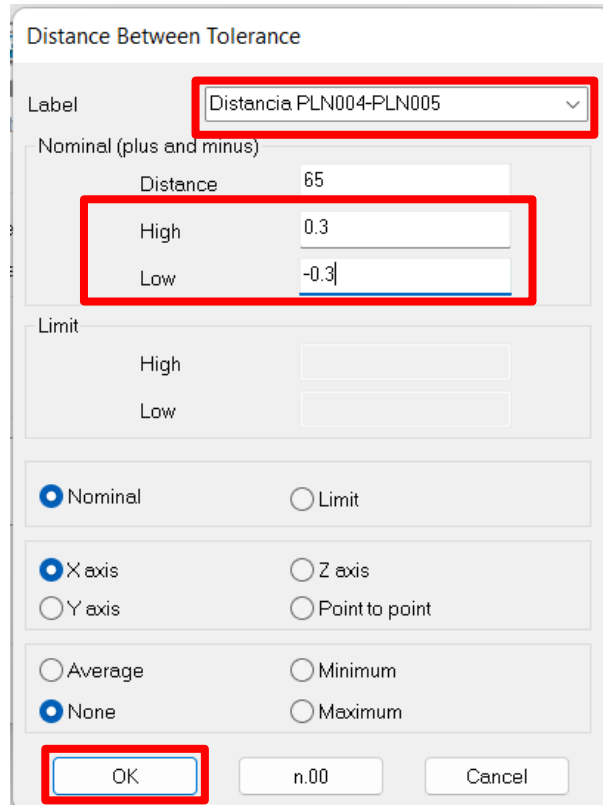 Distance Between Tolerance
Label Distancia PLN004-PLN005
Nominal (plus and minus)
Distance 65
High 0.3
Low -0.3
Limit
High
Low
Nominal Limit
X axis Z axis
Y axis Point to point
Average Minimum
None Maximum
OK n.00 Cancel